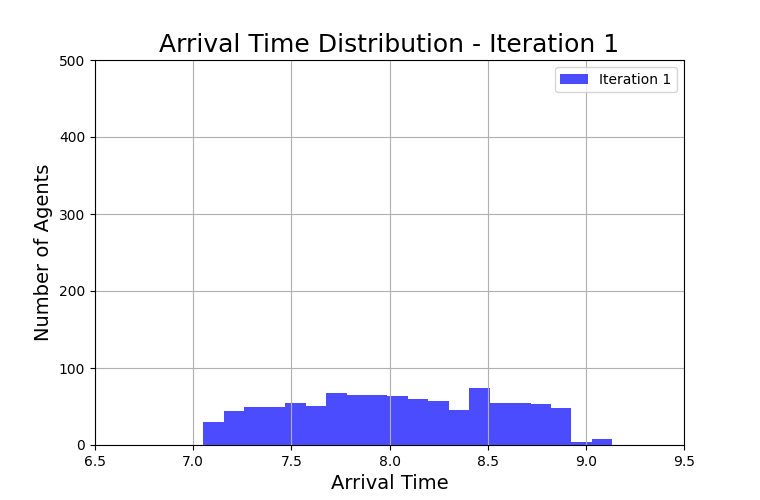 Arrival Time Distribution - Iteration 1
Iteration 1
Number of Agents
500
400
300
200
100
0
6.5 7.0 7.5 8.0 8.5 9.0 9.5
Arrival Time